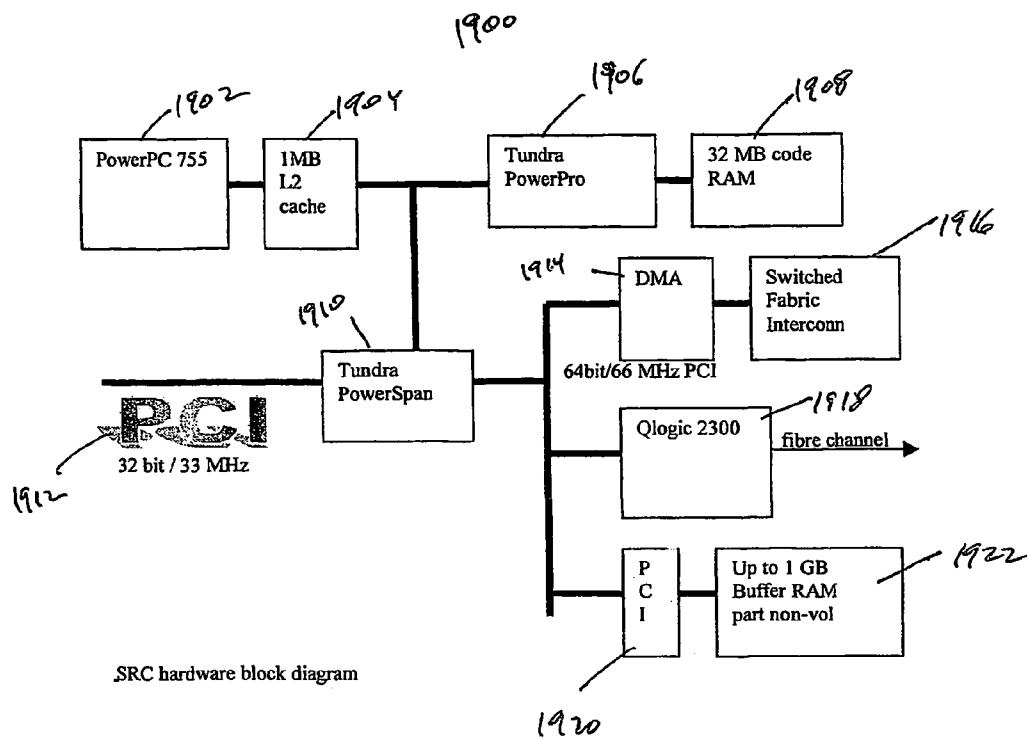 1900
1902
1904
1906
1908
PowerPC 755
1MB
L2
cache
Tundra
PowerPro
32 MB code
RAM
1910
1914
1916
DMA
Switched
Fabric
Interconn
Tundra
PowerSpan
64bit/66 MHz PCI
PCI
32 bit / 33 MHz
1912
1918
Qlogic 2300
fibre channel
P
C
I
Up to 1 GB
Buffer RAM
part non-vol
1922
SRC hardware block diagram
1920